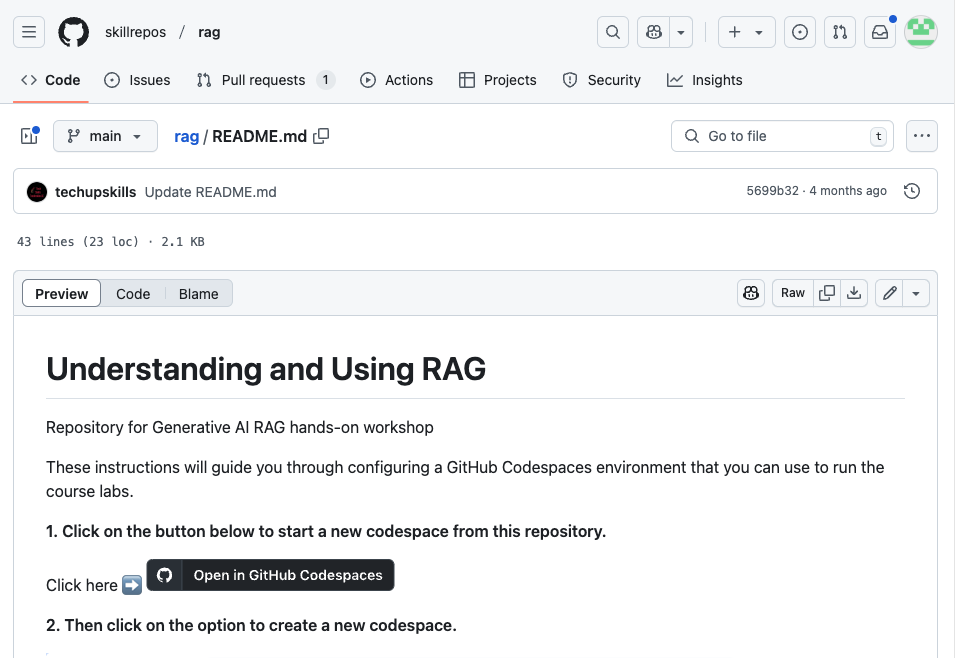 skillrepos / rag
Code Issues Pull requests 1 Actions Projects Security Insights
main rag / README.md Go to file t
techupskills Update README.md 5699b32 · 4 months ago
43 lines (23 loc) · 2.1 KB
Preview Code Blame Raw
Understanding and Using RAG
Repository for Generative AI RAG hands-on workshop
These instructions will guide you through configuring a GitHub Codespaces environment that you can use to run the
course labs.
1. Click on the button below to start a new codespace from this repository.
Click here ➡️ Open in GitHub Codespaces
2. Then click on the option to create a new codespace.